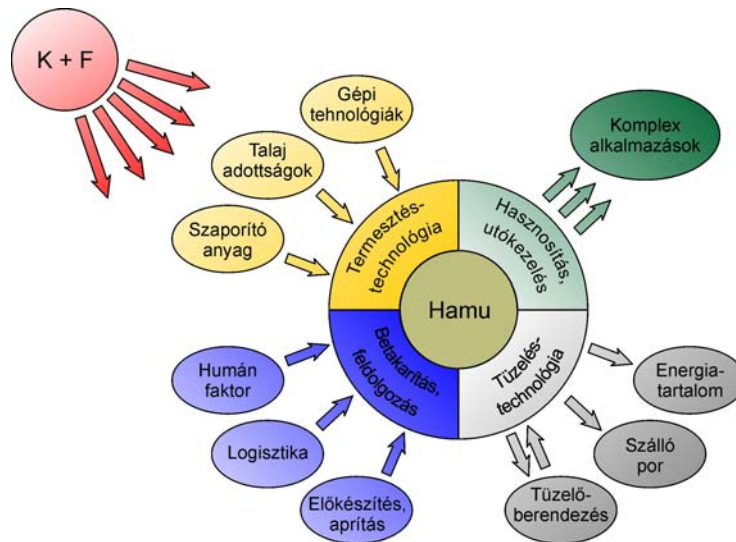 K + F
Gépi
tehnológiák
Talaj
adottságok
Szaporító
anyag
Komplex
alkalmazások
Termesztés-
technológia
Hasznosítás,
utókezelés
Hamu
Betakarítás,
feldolgozás
Tüzelés-
technológia
Humán
faktor
Logisztika
Előkészítés,
aprítás
Energia-
tartalom
Szálló
por
Tüzelő-
berendezés